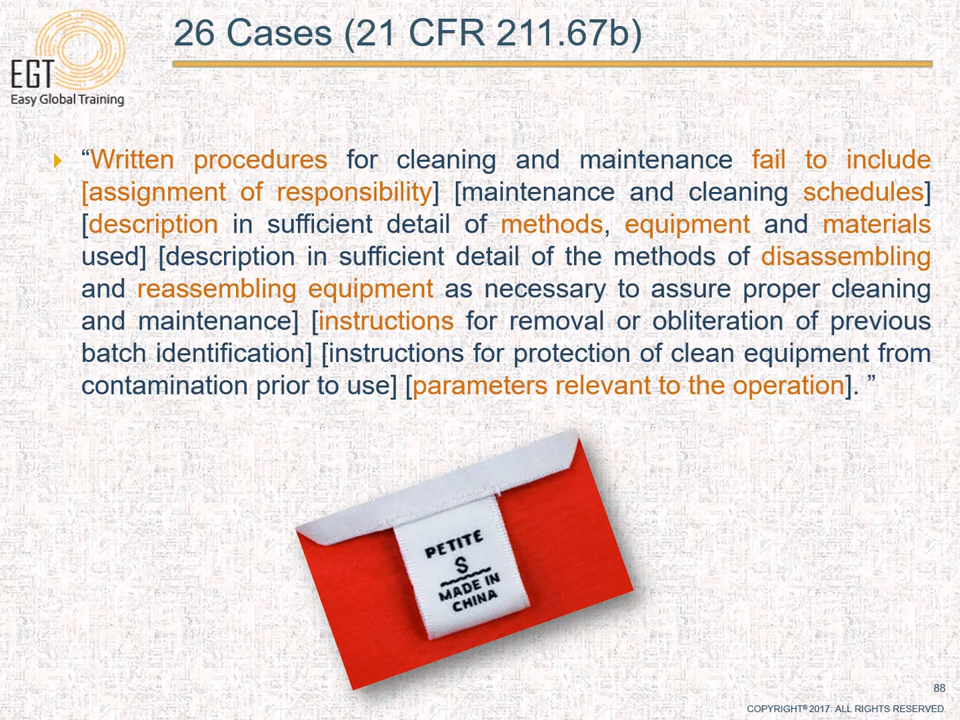 26 Cases (21 CFR 211.67b)
EGT
Easy Global Training
“Written procedures for cleaning and maintenance fail to include
[assignment of responsibility] [maintenance and cleaning schedules]
[description in sufficient detail of methods, equipment and materials
used] [description in sufficient detail of the methods of disassembling
and reassembling equipment as necessary to assure proper cleaning
and maintenance] [instructions for removal or obliteration of previous
batch identification] [instructions for protection of clean equipment from
contamination prior to use] [parameters relevant to the operation]. ”
PETITE
S
MADE IN
CHINA
88
COPYRIGHT® 2017. ALL RIGHTS RESERVED.